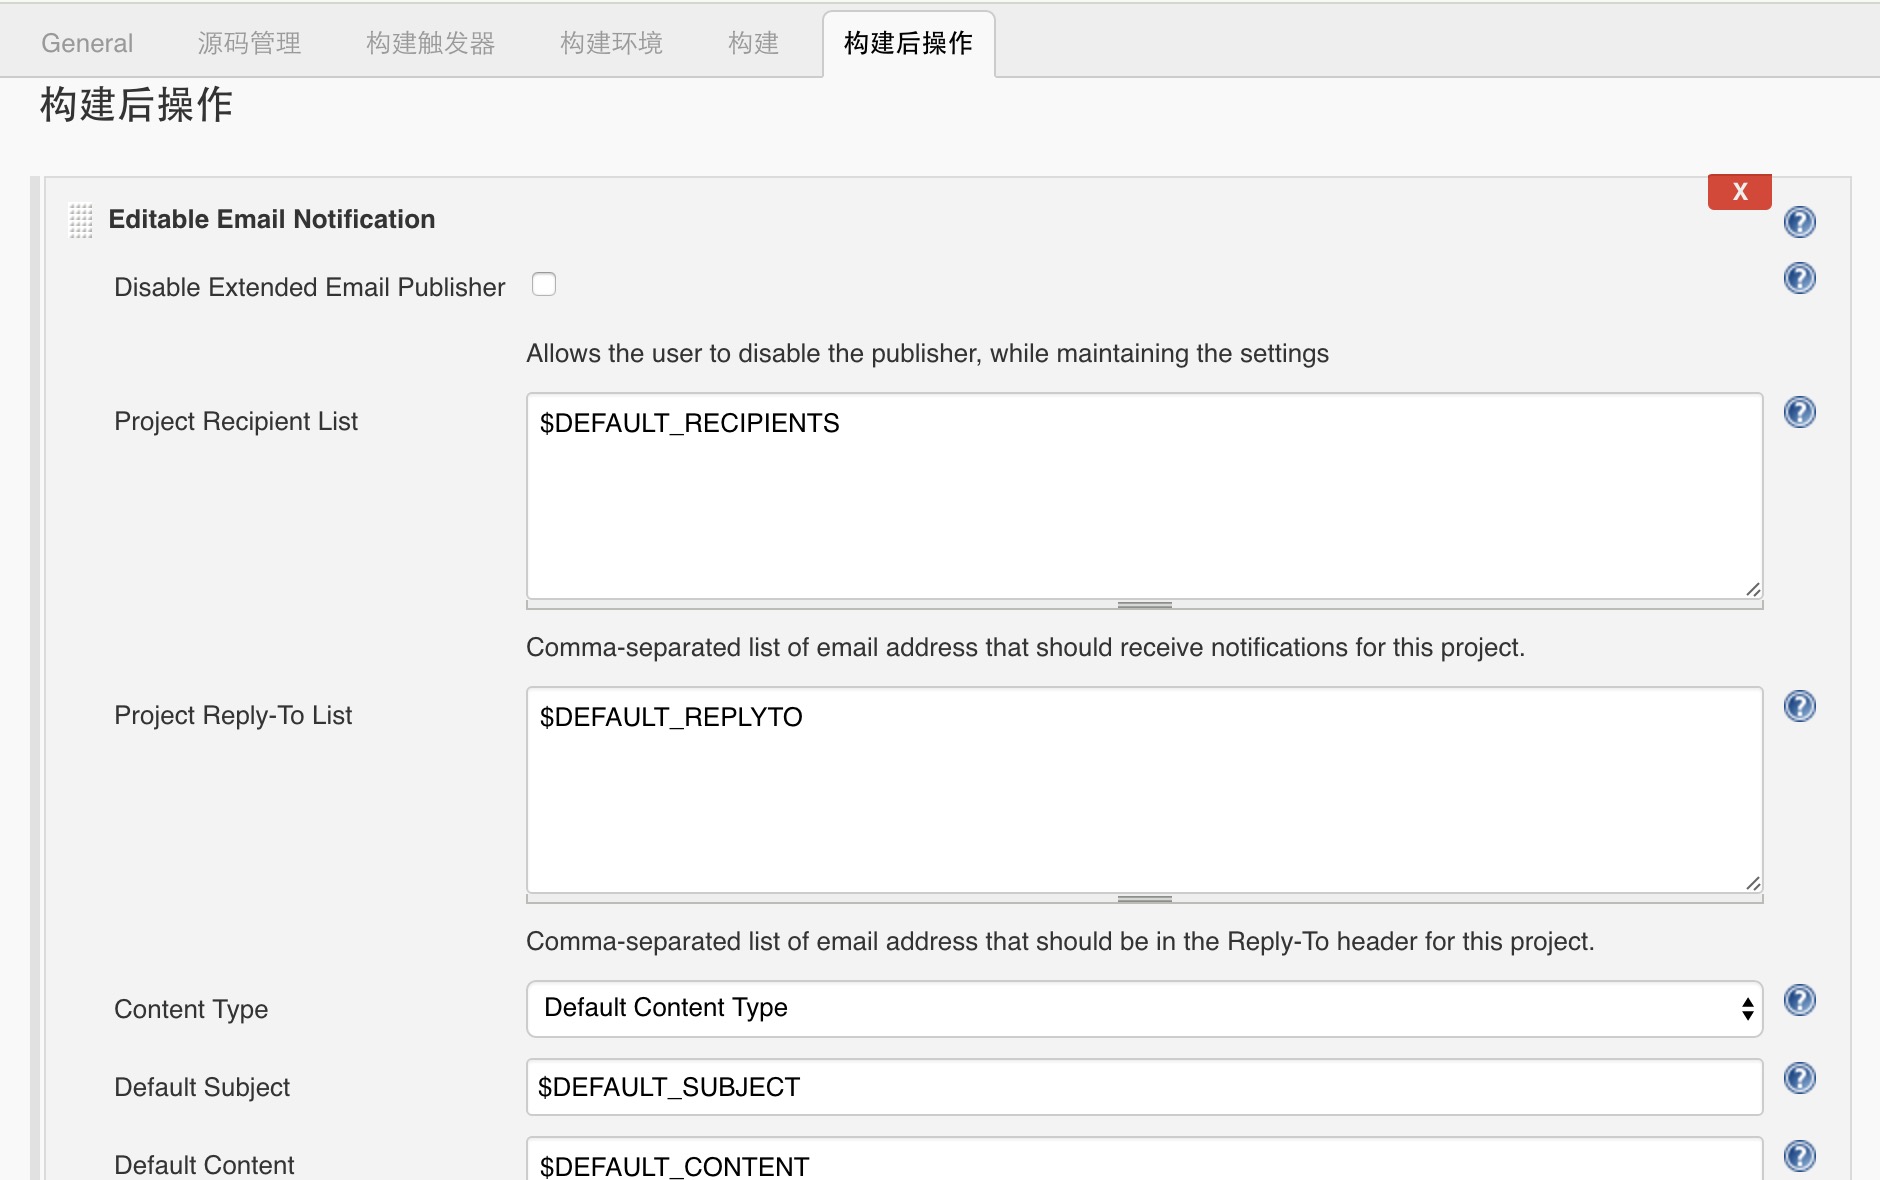 General 源码管理 构建触发器 构建环境 构建 构建后操作
构建后操作
X
Editable Email Notification
Disable Extended Email Publisher
Allows the user to disable the publisher, while maintaining the settings
Project Recipient List $DEFAULT_RECIPIENTS
Comma-separated list of email address that should receive notifications for this project.
Project Reply-To List $DEFAULT_REPLYTO
Comma-separated list of email address that should be in the Reply-To header for this project.
Content Type Default Content Type
Default Subject $DEFAULT_SUBJECT
Default Content $DEFAULT_CONTENT